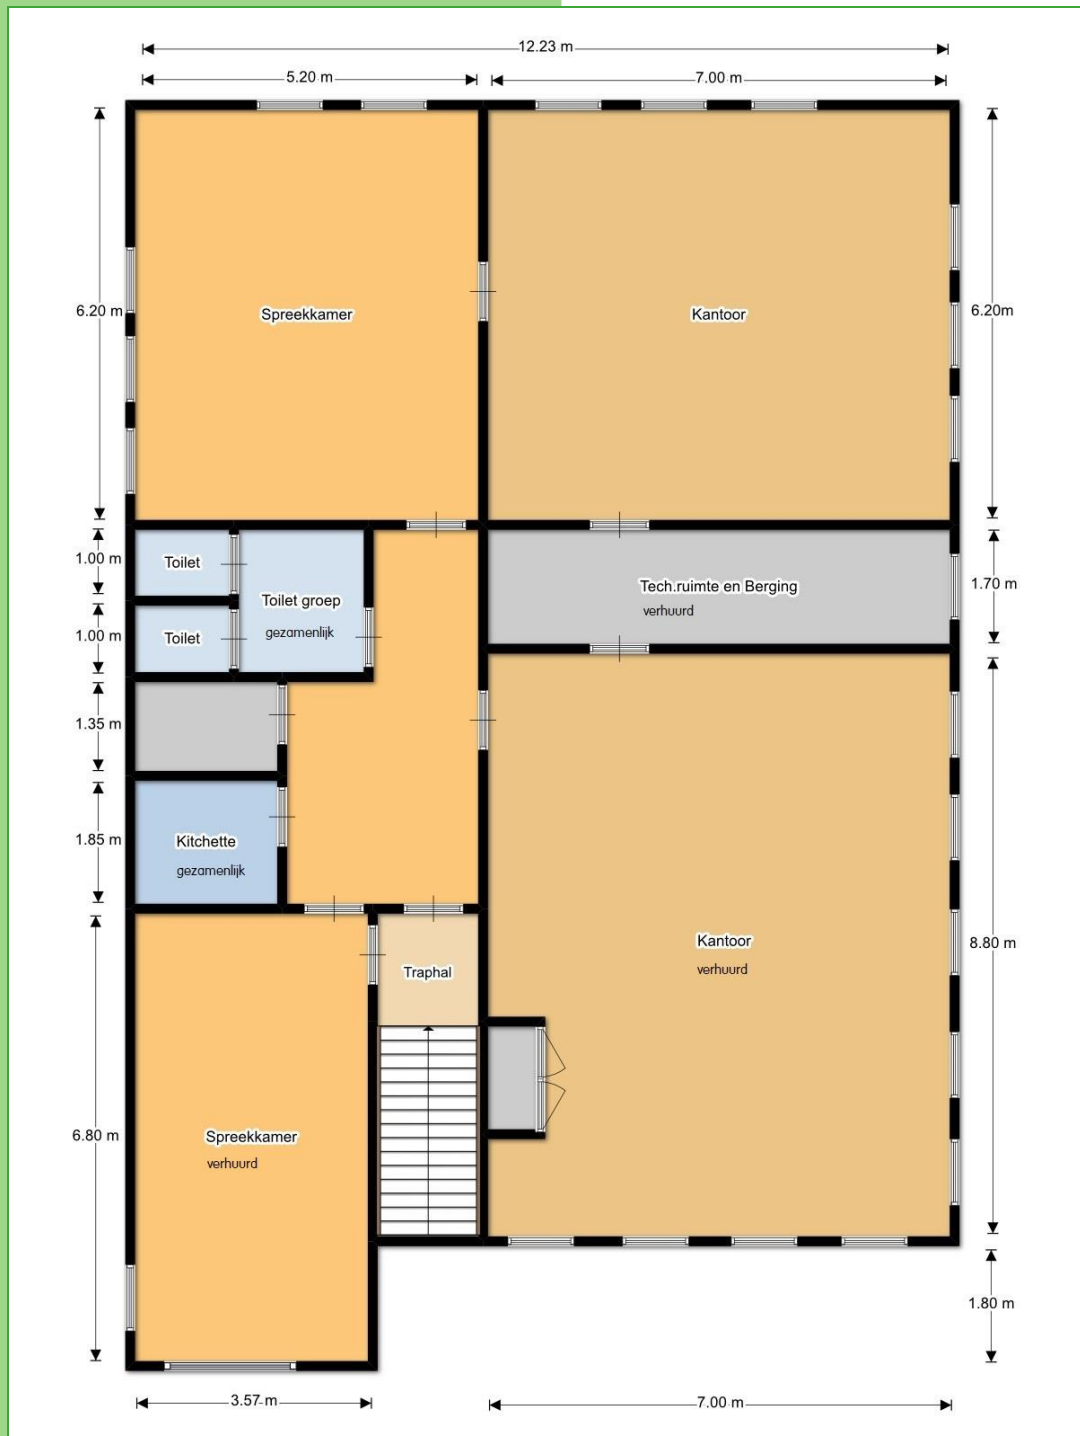 12.23 m
5.20 m
7.00 m
6.20 m
Spreekkamer
Kantoor
6.20m
1.00 m
Toilet
Toilet groep
gezamenlijk
Tech.ruimte en Berging
verhuurd
1.70 m
1.00 m
Toilet
1.35 m
1.85 m
Kitchette
gezamenlijk
Kantoor
verhuurd
8.80 m
Traphal
6.80 m
Spreekkamer
verhuurd
1.80 m
3.57 m
7.00 m